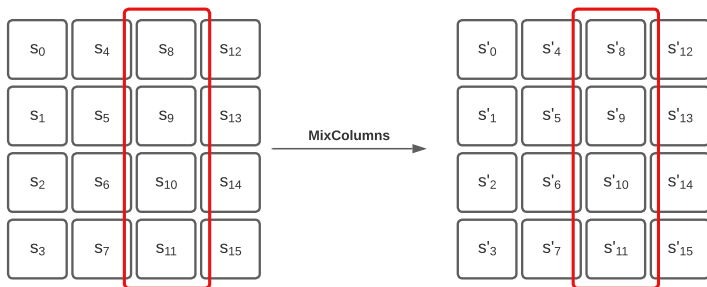 s₀ s₄ s₈ s₁₂ s'₀ s'₄ s'₈ s'₁₂
s₁ s₅ s₉ s₁₃ s'₁ s'₅ s'₉ s'₁₃
MixColumns
s₂ s₆ s₁₀ s₁₄ s'₂ s'₆ s'₁₀ s'₁₄
s₃ s₇ s₁₁ s₁₅ s'₃ s'₇ s'₁₁ s'₁₅